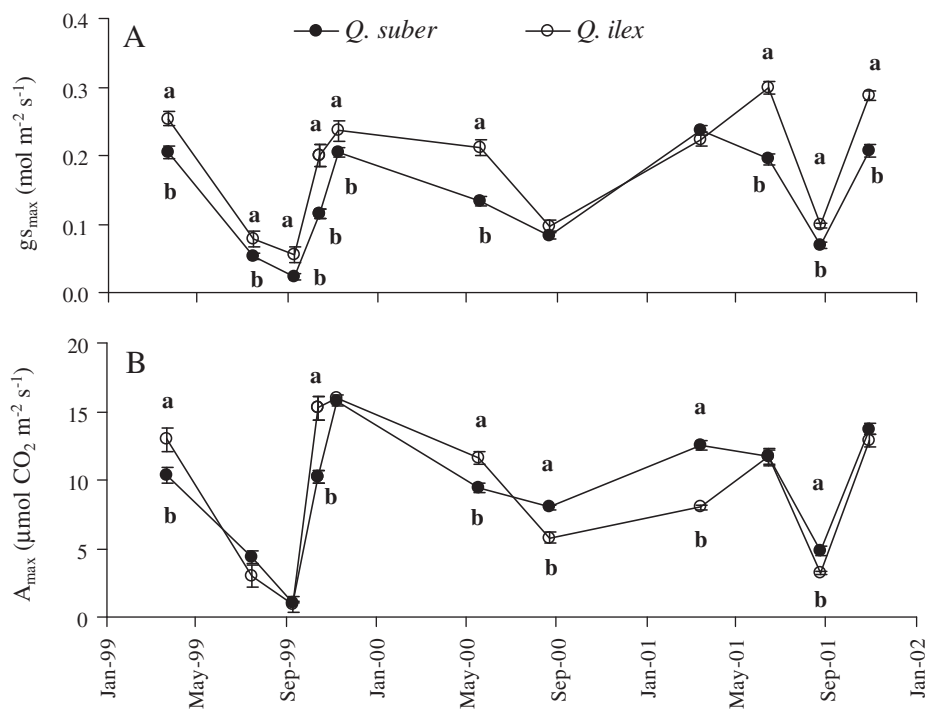 A
Q. suber
Q. ilex
gsmax (mol m-2 s-1)
0.4
0.3
0.2
0.1
0.0
a
a
a
a
a
a
a
a
a
b
b
b
b
b
b
b
b
b
B
Amax (µmol CO2 m-2 s-1)
20
15
10
5
0
a
a
a
a
a
a
b
b
b
b
b
b
Jan-99
May-99
Sep-99
Jan-00
May-00
Sep-00
Jan-01
May-01
Sep-01
Jan-02